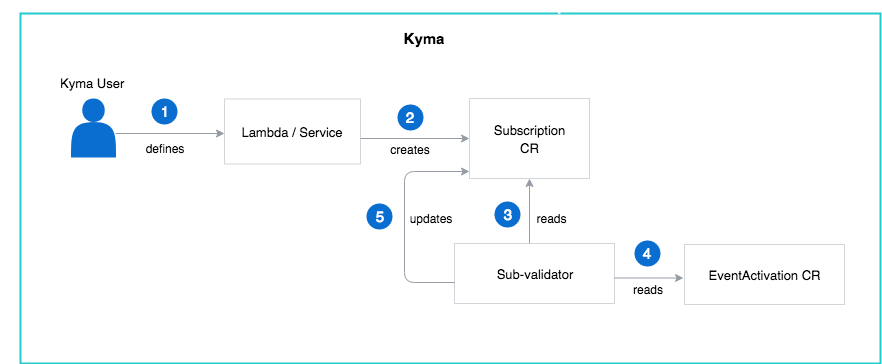 Kyma
Kyma User
1
defines
Lambda / Service
2
creates
Subscription
CR
5
updates
3
reads
Sub-validator
4
reads
EventActivation CR